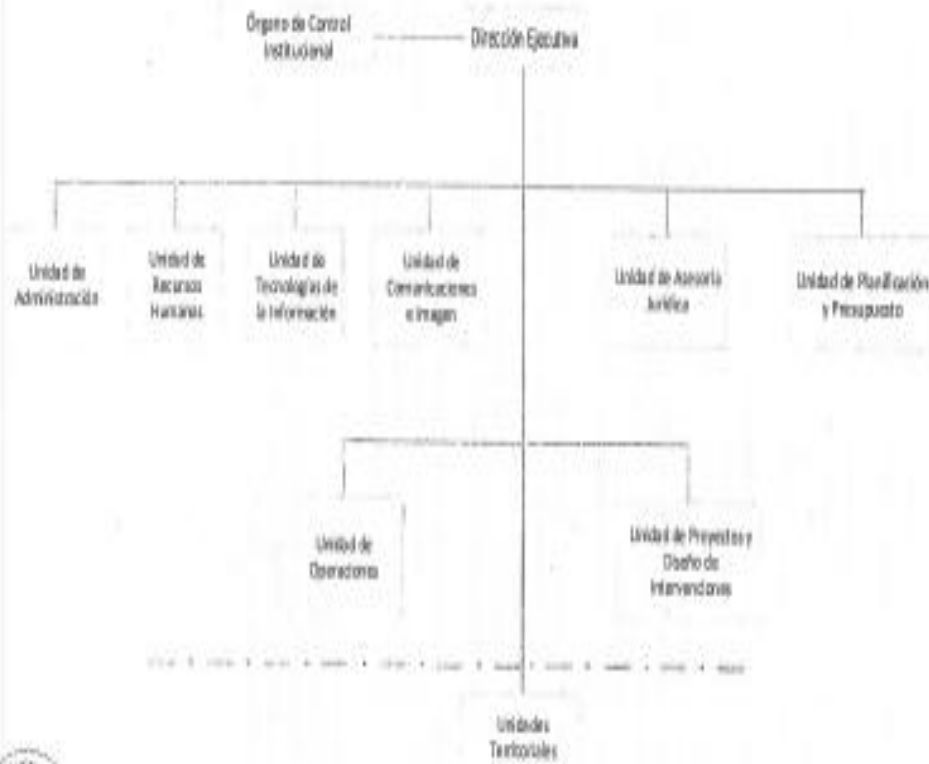 Órgano de Control
Institucional
Dirección Ejecutiva
Unidad de
Administración
Unidad de
Recursos
Humanos
Unidad de
Tecnologías de
la Información
Unidad de
Comunicaciones
e Imagen
Unidad de Asesoría
Jurídica
Unidad de Planificación
y Presupuesto
Unidad de
Operaciones
Unidad de Proyectos y
Diseño de
Intervenciones
Unidades
Territoriales